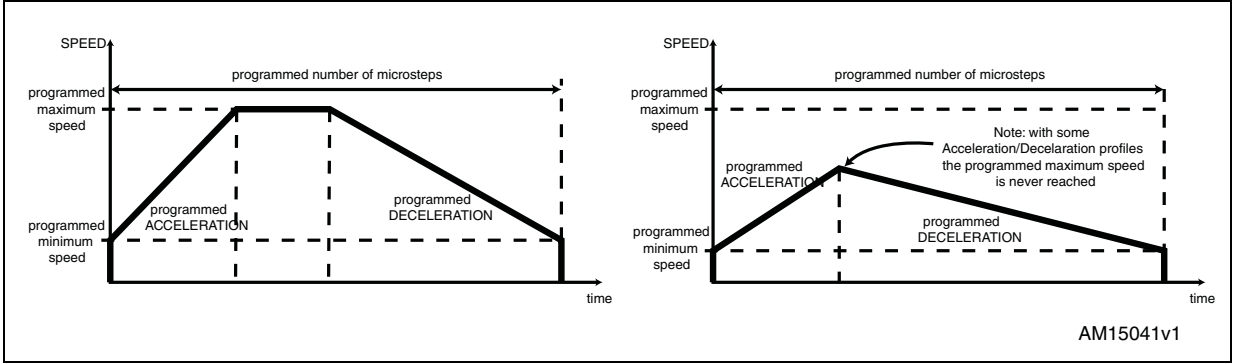 SPEED
programmed number of microsteps
programmed
maximum
speed
programmed
ACCELERATION
programmed
DECELERATION
programmed
minimum
speed
time
SPEED
programmed number of microsteps
programmed
maximum
speed
Note: with some
Acceleration/Decelaration profiles
the programmed maximum speed
is never reached
programmed
ACCELERATION
programmed
DECELERATION
programmed
minimum
speed
time
AM15041v1